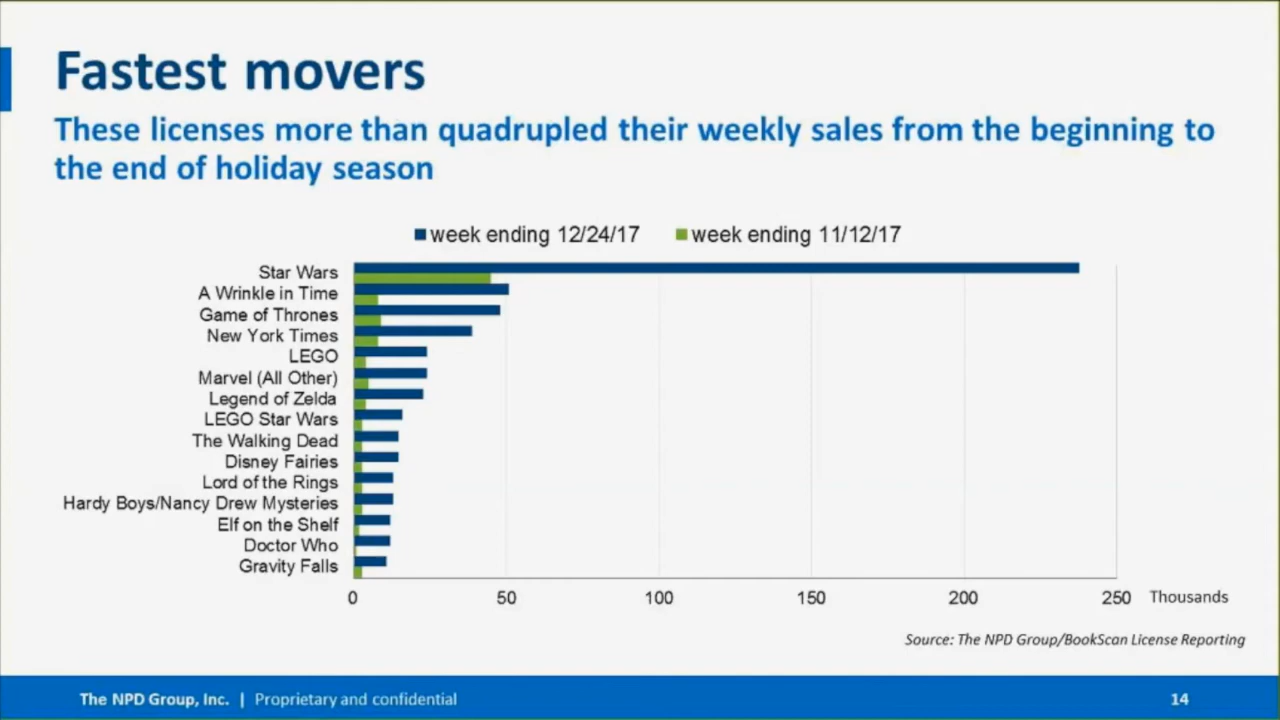 Fastest movers
These licenses more than quadrupled their weekly sales from the beginning to
the end of holiday season
week ending 12/24/17 week ending 11/12/17
Star Wars
A Wrinkle in Time
Game of Thrones
New York Times
LEGO
Marvel (All Other)
Legend of Zelda
LEGO Star Wars
The Walking Dead
Disney Fairies
Lord of the Rings
Hardy Boys/Nancy Drew Mysteries
Elf on the Shelf
Doctor Who
Gravity Falls
0 50 100 150 200 250 Thousands
Source: The NPD Group/BookScan License Reporting
The NPD Group, Inc. | Proprietary and confidential 14